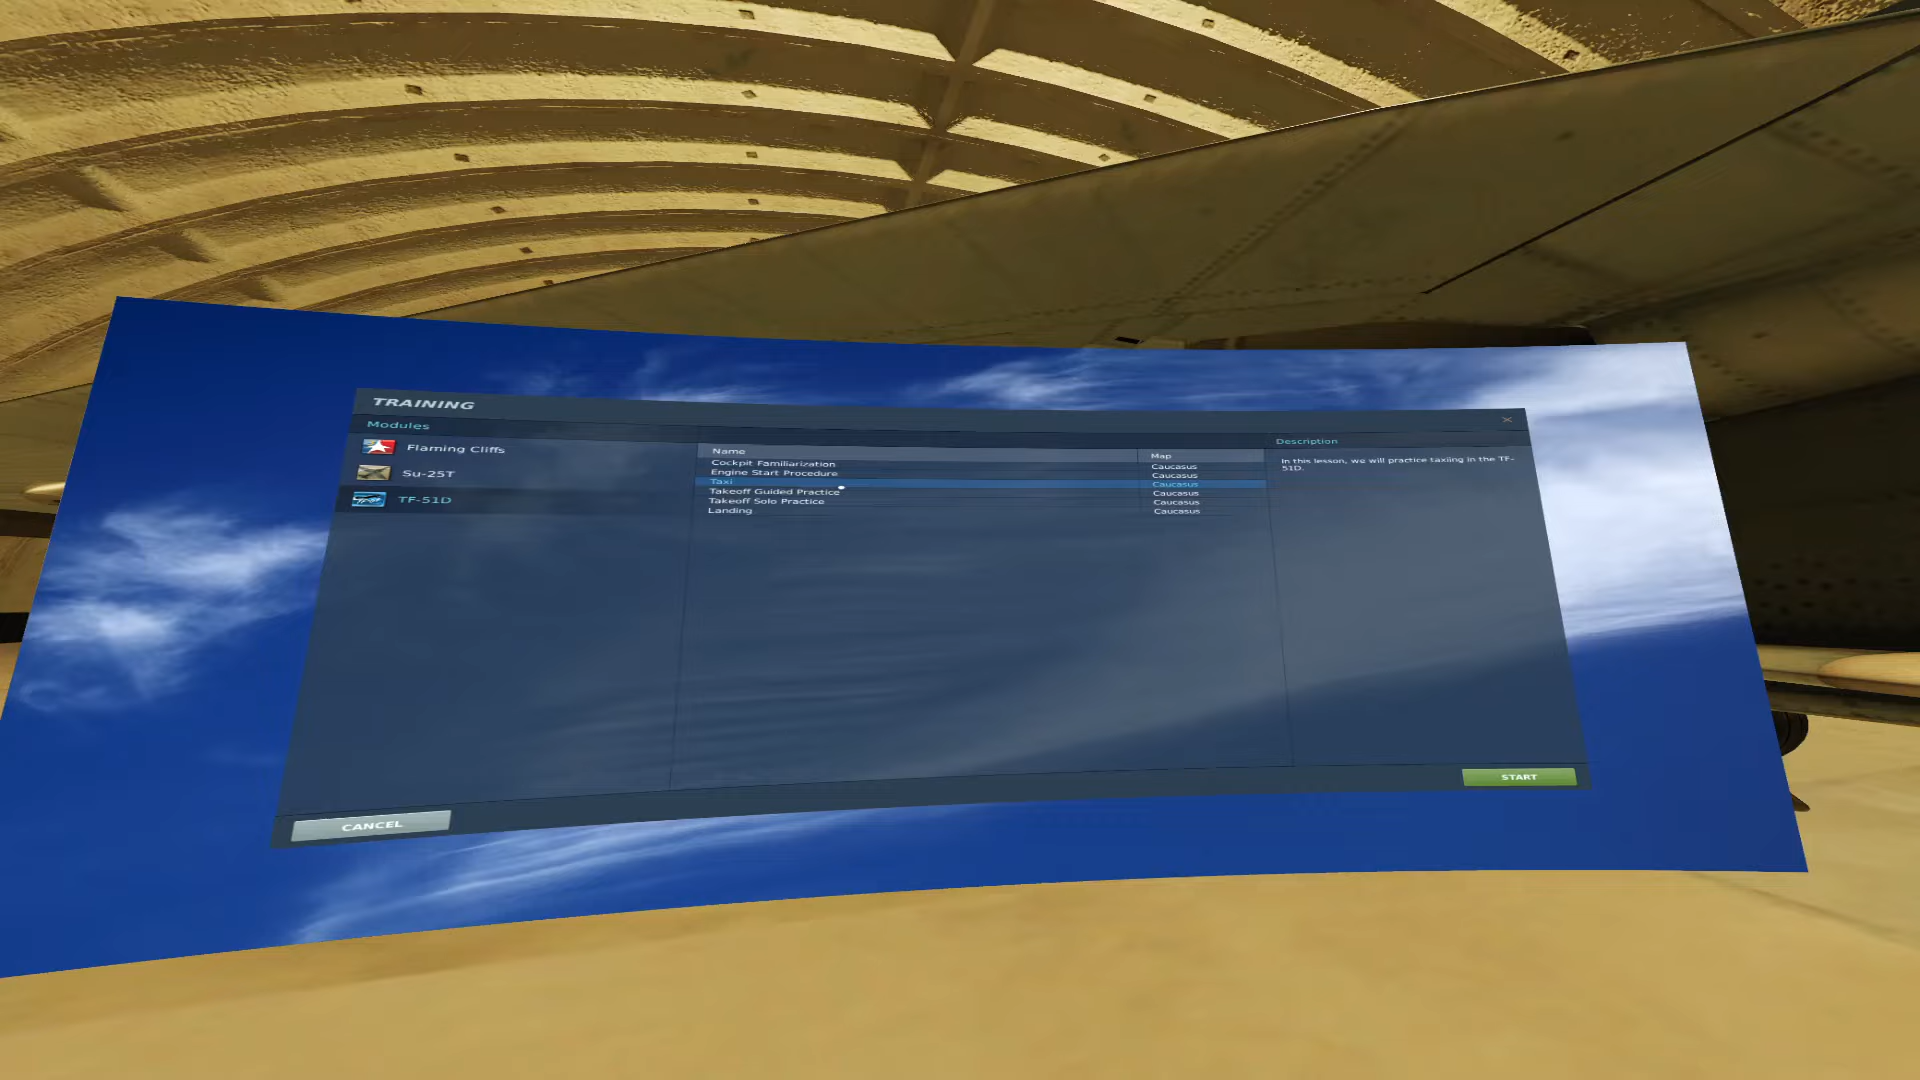 TRAINING
×
Modules
Flaming Cliffs
Su-25T
TF-51D
Name Map
Cockpit Familiarization Caucasus
Engine Start Procedure Caucasus
Taxi Caucasus
Takeoff Guided Practice Caucasus
Takeoff Solo Practice Caucasus
Landing Caucasus
Description
In this lesson, we will practice taxiing in the TF-
51D.
CANCEL
START